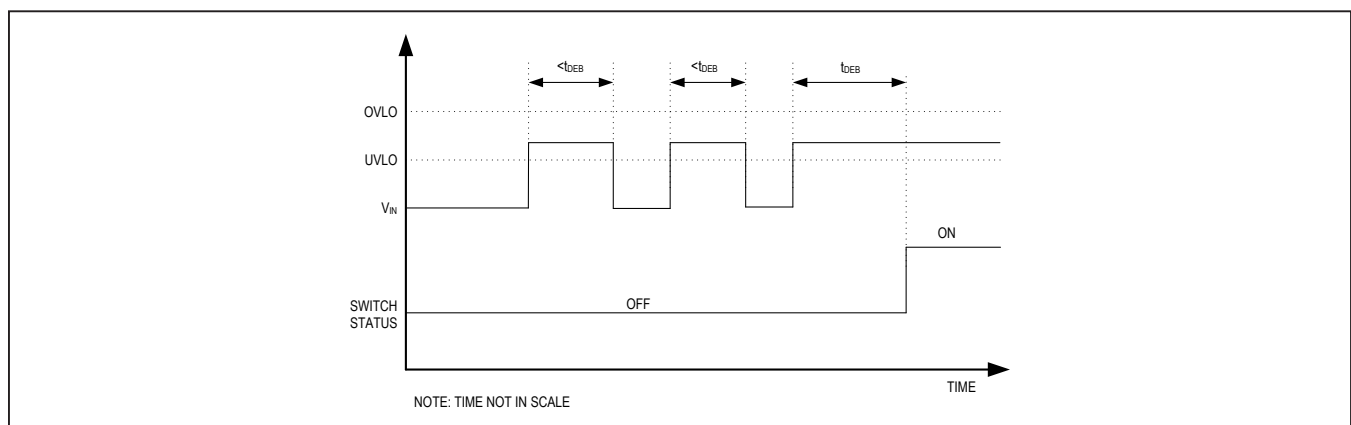 <tDEB
<tDEB
tDEB
OVLO
UVLO
VIN
ON
OFF
SWITCH
STATUS
TIME
NOTE: TIME NOT IN SCALE